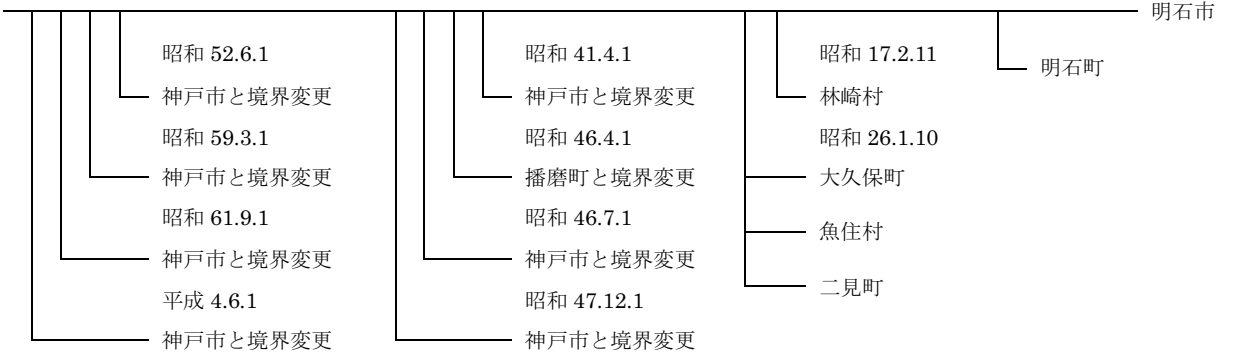 明石市
明石町
昭和 17.2.11
林崎村
昭和 26.1.10
大久保町
魚住村
二見町
昭和 41.4.1
神戸市と境界変更
昭和 46.4.1
播磨町と境界変更
昭和 46.7.1
神戸市と境界変更
昭和 47.12.1
神戸市と境界変更
昭和 52.6.1
神戸市と境界変更
昭和 59.3.1
神戸市と境界変更
昭和 61.9.1
神戸市と境界変更
平成 4.6.1
神戸市と境界変更